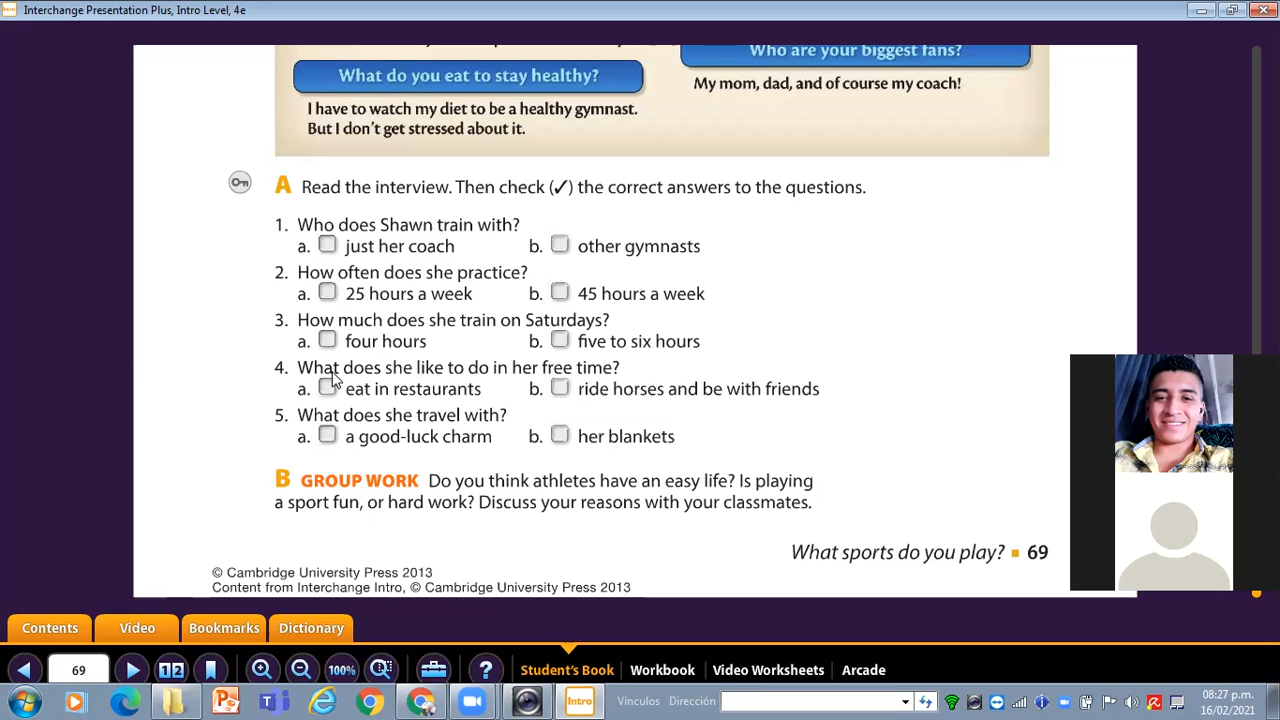 Interchange Presentation Plus, Intro Level, 4e
What do you eat to stay healthy?
I have to watch my diet to be a healthy gymnast.
But I don't get stressed about it.
Who are your biggest fans?
My mom, dad, and of course my coach!
A Read the interview. Then check (✓) the correct answers to the questions.
1. Who does Shawn train with?
a. just her coach b. other gymnasts
2. How often does she practice?
a. 25 hours a week b. 45 hours a week
3. How much does she train on Saturdays?
a. four hours b. five to six hours
4. What does she like to do in her free time?
a. eat in restaurants b. ride horses and be with friends
5. What does she travel with?
a. a good-luck charm b. her blankets
B GROUP WORK Do you think athletes have an easy life? Is playing
a sport fun, or hard work? Discuss your reasons with your classmates.
What sports do you play? ▪ 69
© Cambridge University Press 2013
Content from Interchange Intro, © Cambridge University Press 2013
Contents Video Bookmarks Dictionary
69 12 100% ? Student's Book Workbook Video Worksheets Arcade
Intro Vínculos Dirección 08:27 p.m.
16/02/2021